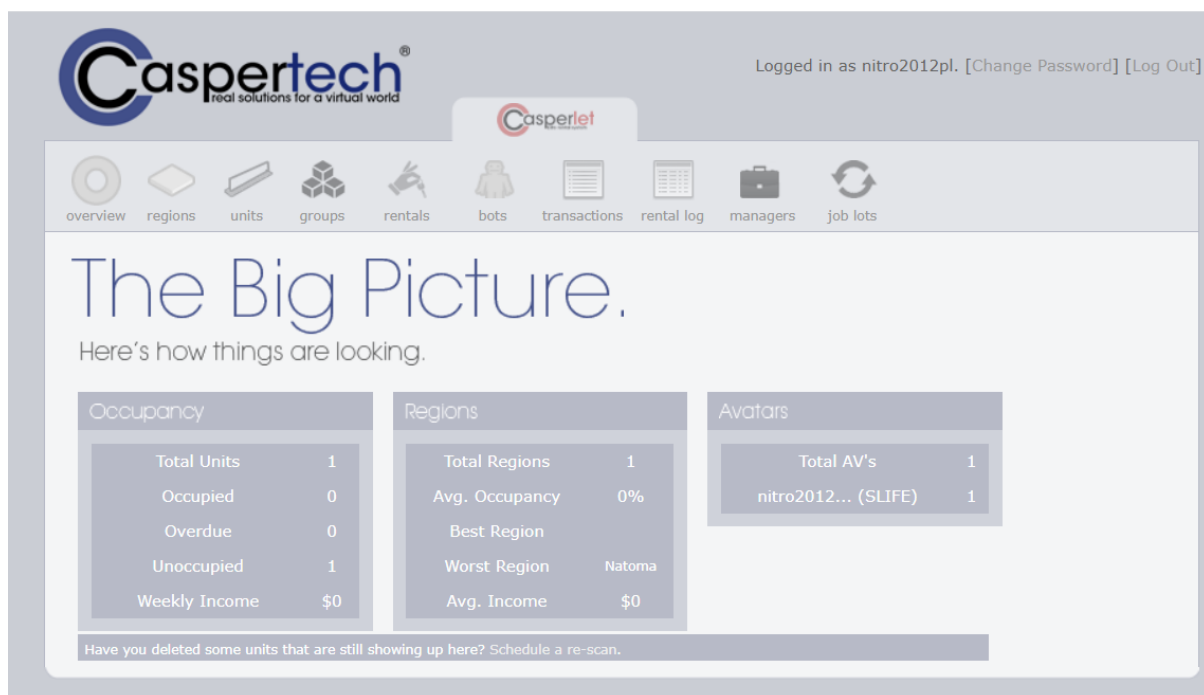 Caspertech®
real solutions for a virtual world
Logged in as nitro2012pl. [Change Password] [Log Out]
Casperlet
overview regions units groups rentals bots transactions rental log managers job lots
The Big Picture.
Here's how things are looking.
Occupancy
Total Units 1
Occupied 0
Overdue 0
Unoccupied 1
Weekly Income $0
Regions
Total Regions 1
Avg. Occupancy 0%
Best Region
Worst Region Natoma
Avg. Income $0
Avatars
Total AV's 1
nitro2012... (SLIFE) 1
Have you deleted some units that are still showing up here? Schedule a re-scan.